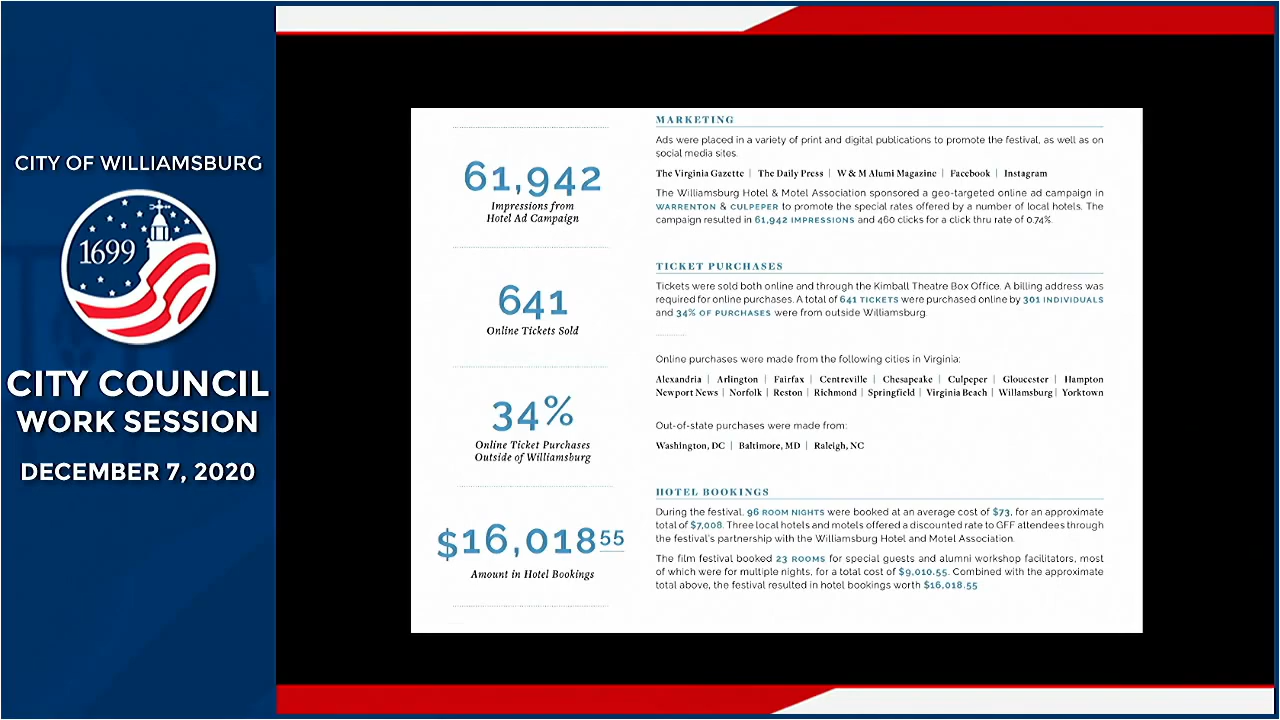 CITY OF WILLIAMSBURG
1699
CITY COUNCIL
WORK SESSION
DECEMBER 7, 2020
61,942
Impressions from
Hotel Ad Campaign
641
Online Tickets Sold
34%
Online Ticket Purchases
Outside of Williamsburg
$16,018 55
Amount in Hotel Bookings
MARKETING
Ads were placed in a variety of print and digital publications to promote the festival, as well as on
social media sites.
The Virginia Gazette | The Daily Press | W & M Alumi Magazine | Facebook | Instagram
The Williamsburg Hotel & Motel Association sponsored a geo-targeted online ad campaign in
WARRENTON & CULPEPER to promote the special rates offered by a number of local hotels. The
campaign resulted in 61,942 IMPRESSIONS and 460 clicks for a click thru rate of 0.74%.
TICKET PURCHASES
Tickets were sold both online and through the Kimball Theatre Box Office. A billing address was
required for online purchases. A total of 641 TICKETS were purchased online by 301 INDIVIDUALS
and 34% OF PURCHASES were from outside Williamsburg.
Online purchases were made from the following cities in Virginia:
Alexandria | Arlington | Fairfax | Centreville | Chesapeake | Culpeper | Gloucester | Hampton
Newport News | Norfolk | Reston | Richmond | Springfield | Virginia Beach | Willamsburg | Yorktown
Out-of-state purchases were made from:
Washington, DC | Baltimore, MD | Raleigh, NC
HOTEL BOOKINGS
During the festival, 96 ROOM NIGHTS were booked at an average cost of $73, for an approximate
total of $7,008. Three local hotels and motels offered a discounted rate to GFF attendees through
the festival's partnership with the Williamsburg Hotel and Motel Association.
The film festival booked 23 ROOMS for special guests and alumni workshop facilitators, most
of which were for multiple nights, for a total cost of $9,010.55. Combined with the approximate
total above, the festival resulted in hotel bookings worth $16,018.55